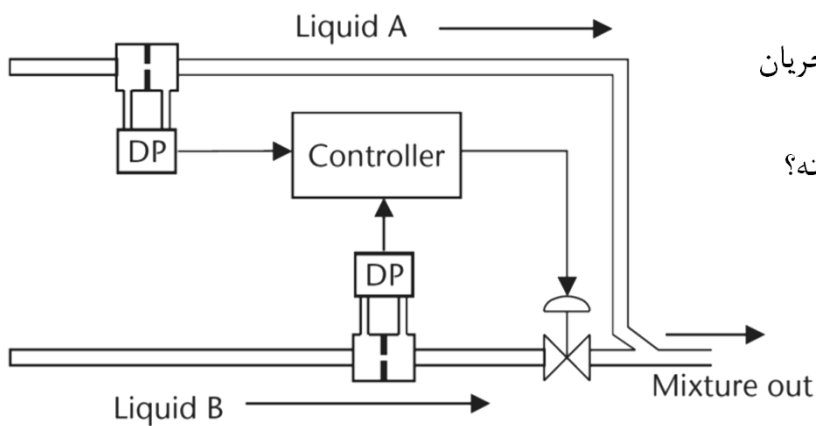 Liquid A
DP
Controller
DP
Liquid B
Mixture out